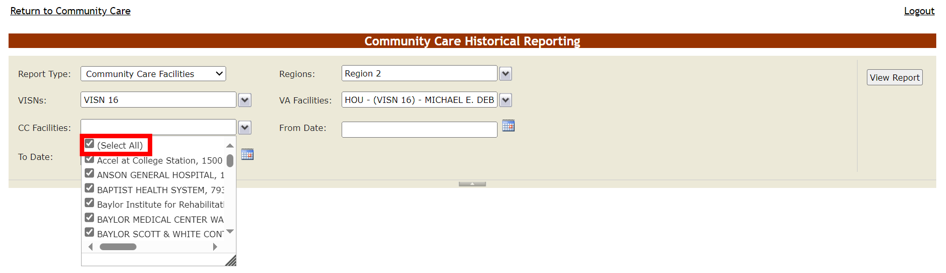 Return to Community Care
Logout
Community Care Historical Reporting
Report Type: Community Care Facilities
Regions: Region 2
View Report
VISNs: VISN 16
VA Facilities: HOU - (VISN 16) - MICHAEL E. DEB
CC Facilities:
From Date:
(Select All)
To Date:
Accel at College Station, 1500
ANSON GENERAL HOSPITAL, 1
BAPTIST HEALTH SYSTEM, 793
Baylor Institute for Rehabilitati
BAYLOR MEDICAL CENTER WA
BAYLOR SCOTT & WHITE CON